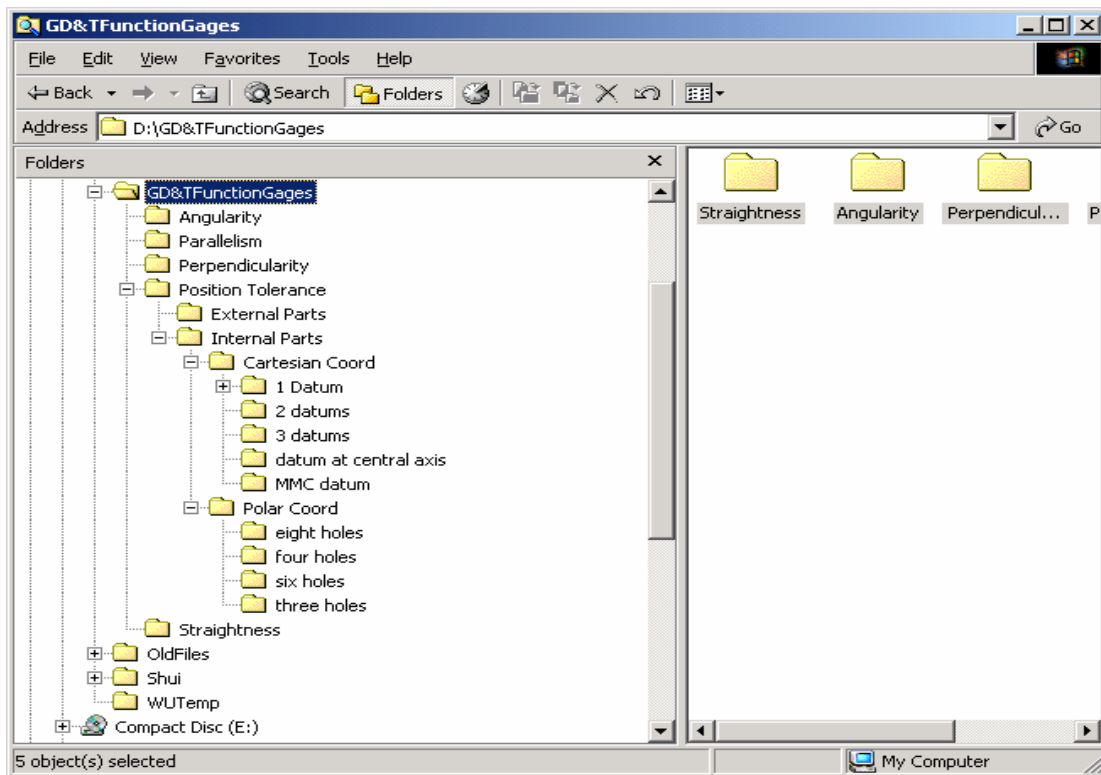 GD&TFunctionGages
File Edit View Favorites Tools Help
Back Search Folders
Address D:\GD&TFunctionGages Go
Folders
GD&TFunctionGages
Angularity
Parallelism
Perpendicularity
Position Tolerance
External Parts
Internal Parts
Cartesian Coord
1 Datum
2 datums
3 datums
datum at central axis
MMC datum
Polar Coord
eight holes
four holes
six holes
three holes
Straightness
OldFiles
Shui
WUTemp
Compact Disc (E:)
Straightness Angularity Perpendicul... P
5 object(s) selected My Computer